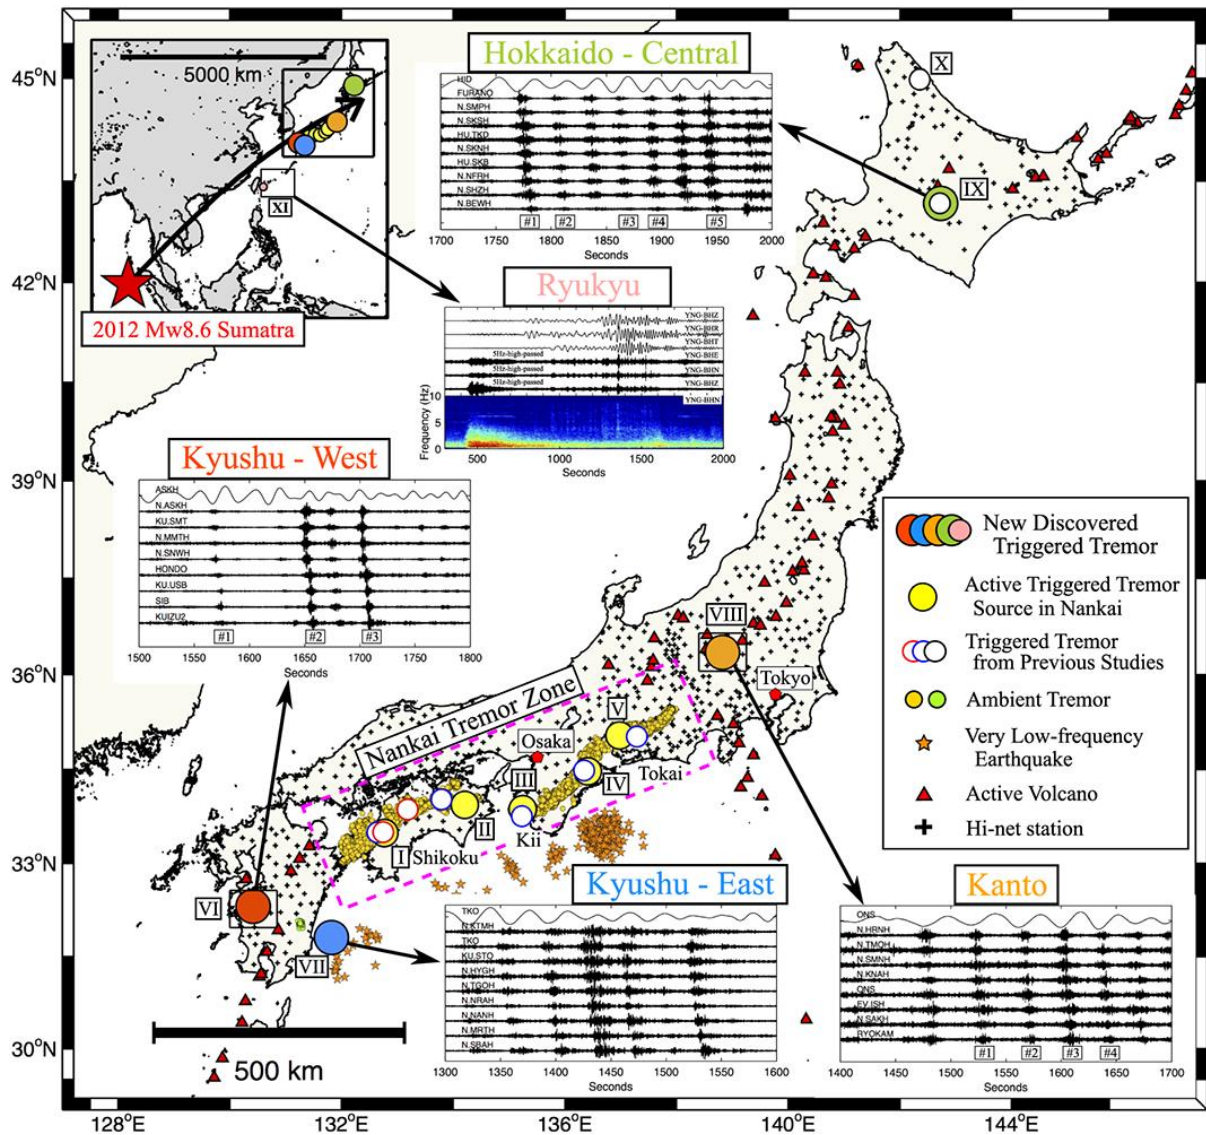 45°N
42°N
39°N
36°N
33°N
30°N
128°E
132°E
136°E
140°E
144°E
5000 km
XI
2012 Mw8.6 Sumatra
Hokkaido - Central
HID
FURANO
N.SMPH
N.SKSH
HU.TKD
N.SKNH
HU.SKB
N.NFRH
N.SHZH
N.BEWH
#1 #2 #3 #4 #5
1700 1750 1800 1850 1900 1950 2000
Seconds
X
IX
Ryukyu
YNG-BHZ
YNG-BHR
YNG-BHT
5Hz-high-passed YNG-BHE
5Hz-high-passed YNG-BHN
5Hz-high-passed YNG-BHZ
YNG-BHN
Frequency (Hz)
10
5
0
500 1000 1500 2000
Seconds
Kyushu - West
ASKH
N.ASKH
KU.SMT
N.MMTH
N.SNWH
HONDO
KU.USB
SIB
KUIZU2
#1 #2 #3
1500 1550 1600 1650 1700 1750 1800
Seconds
New Discovered
Triggered Tremor
Active Triggered Tremor
Source in Nankai
Triggered Tremor
from Previous Studies
Ambient Tremor
Very Low-frequency
Earthquake
Active Volcano
Hi-net station
VIII
Tokyo
Nankai Tremor Zone
V
Osaka
III
IV
Tokai
II
Kii
I
Shikoku
VI
VII
500 km
Kyushu - East
TKO
N.KTMH
TKO
KU.STO
N.HYGH
N.TGOH
N.NRAH
N.NANH
N.MRTH
N.SBAH
1300 1350 1400 1450 1500 1550 1600
Seconds
Kanto
ONS
N.HRNH
N.TMOH
N.SMNH
N.KNAH
ONS
EV.ISH
N.SAKH
RYOKAM
#1 #2 #3 #4
1400 1450 1500 1550 1600 1650 1700
Seconds